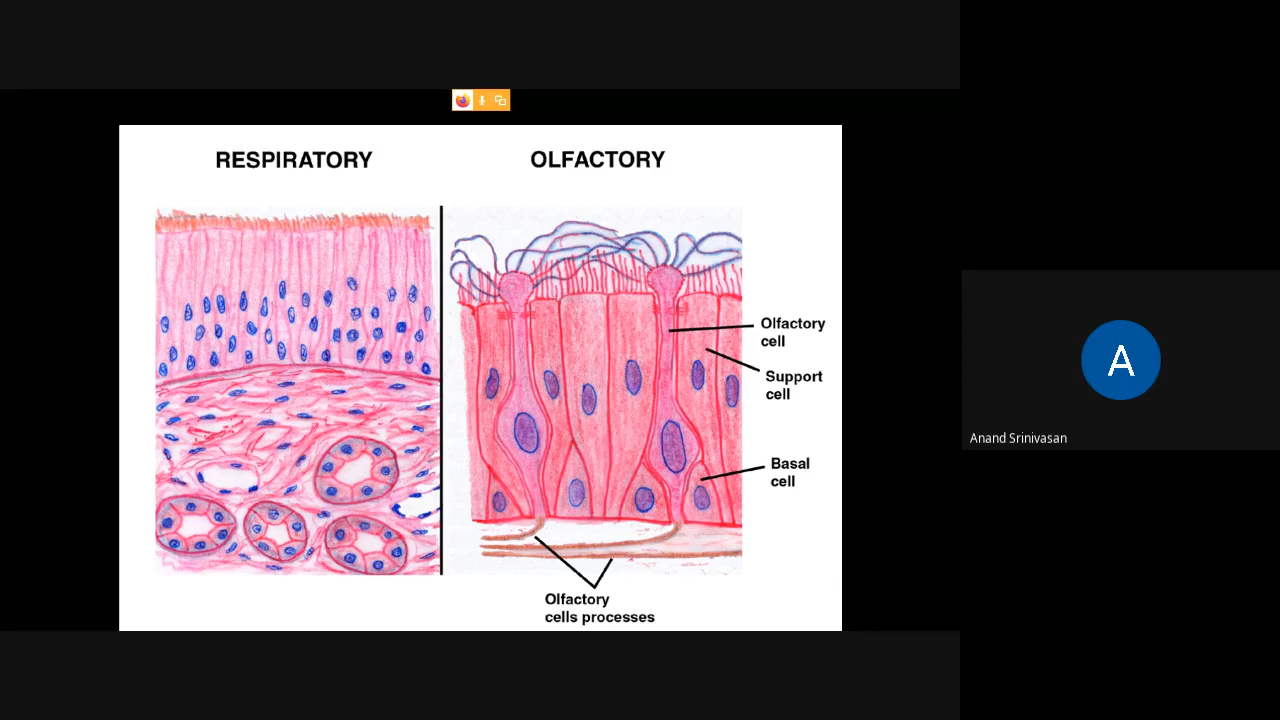 RESPIRATORY
OLFACTORY
Olfactory
cell
Support
cell
Basal
cell
Olfactory
cells processes
A
Anand Srinivasan